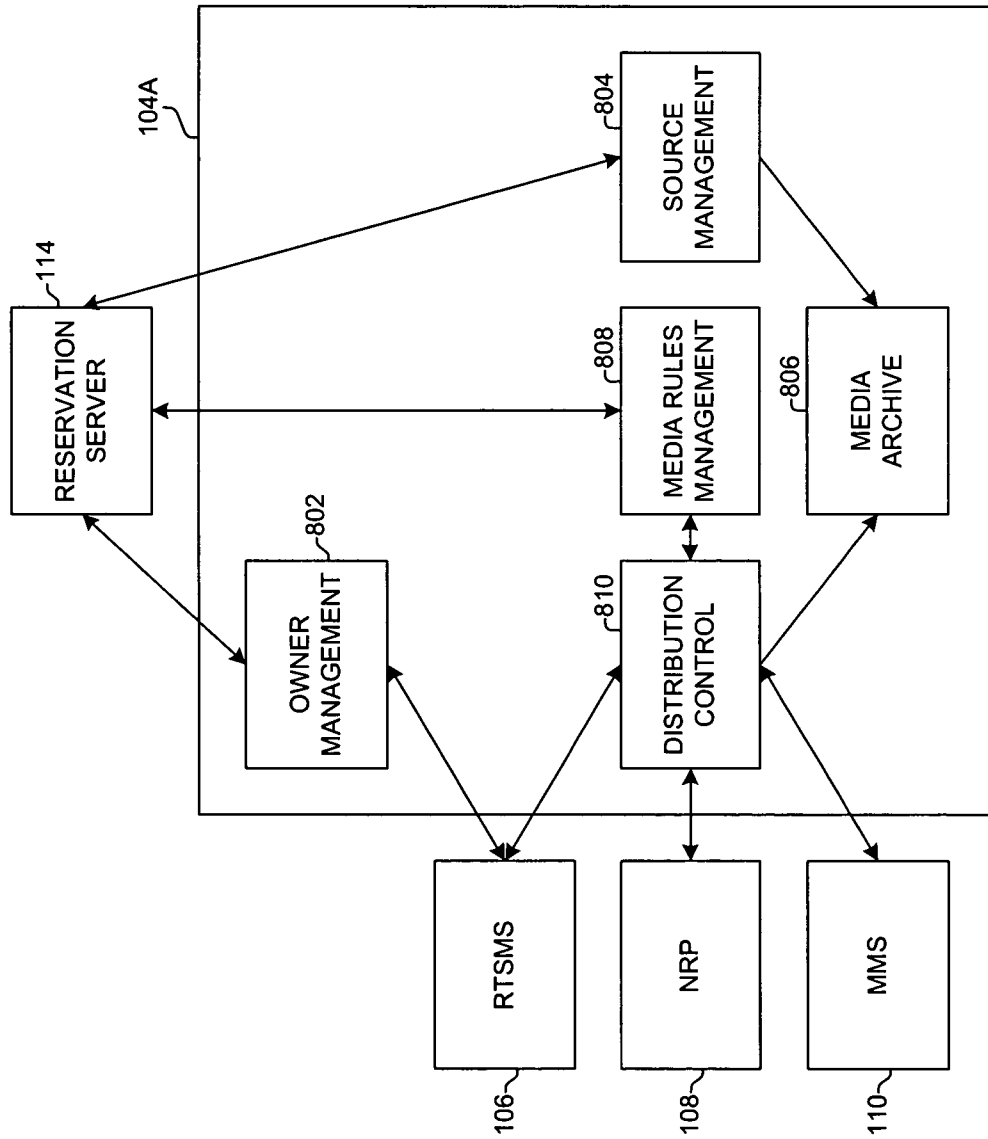 104A
114
RESERVATION
SERVER
802
OWNER
MANAGEMENT
804
SOURCE
MANAGEMENT
808
MEDIA RULES
MANAGEMENT
810
DISTRIBUTION
CONTROL
806
MEDIA
ARCHIVE
RTSMS
106
NRP
108
MMS
110